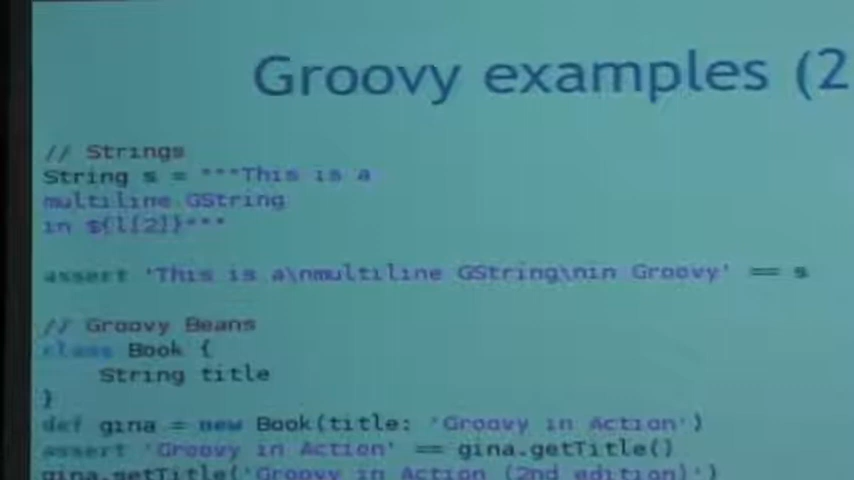 Groovy examples (2
// Strings
String s = """This is a
multiline GString
in ${l[2]}"""
assert 'This is a\nmultiline GString\nin Groovy' == s
// Groovy Beans
class Book {
String title
}
def gina = new Book(title: 'Groovy in Action')
assert 'Groovy in Action' == gina.getTitle()
gina.setTitle('Groovy in Action (2nd edition)')